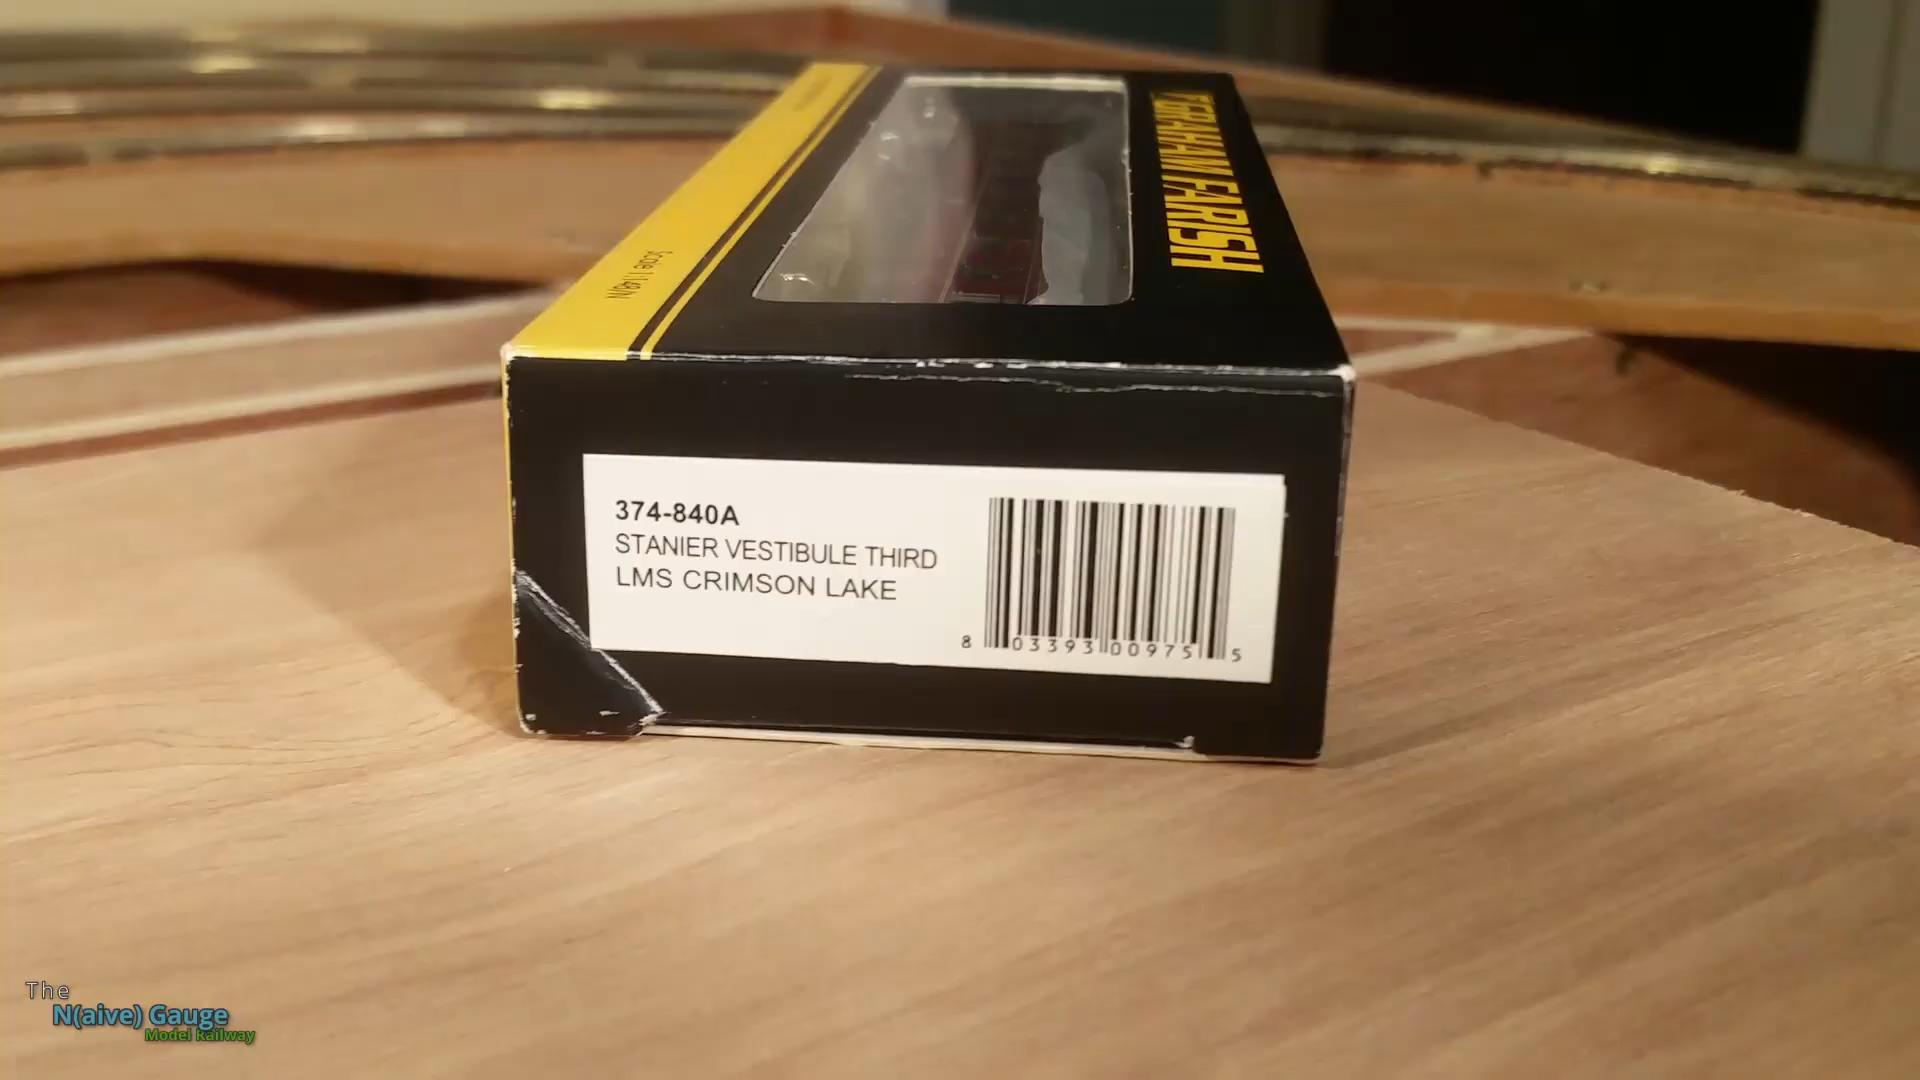 GRAHAM FARISH
Scale 1:148/N
374-840A
STANIER VESTIBULE THIRD
LMS CRIMSON LAKE
8 033930 09755
The
N(aive) Gauge
Model Railway